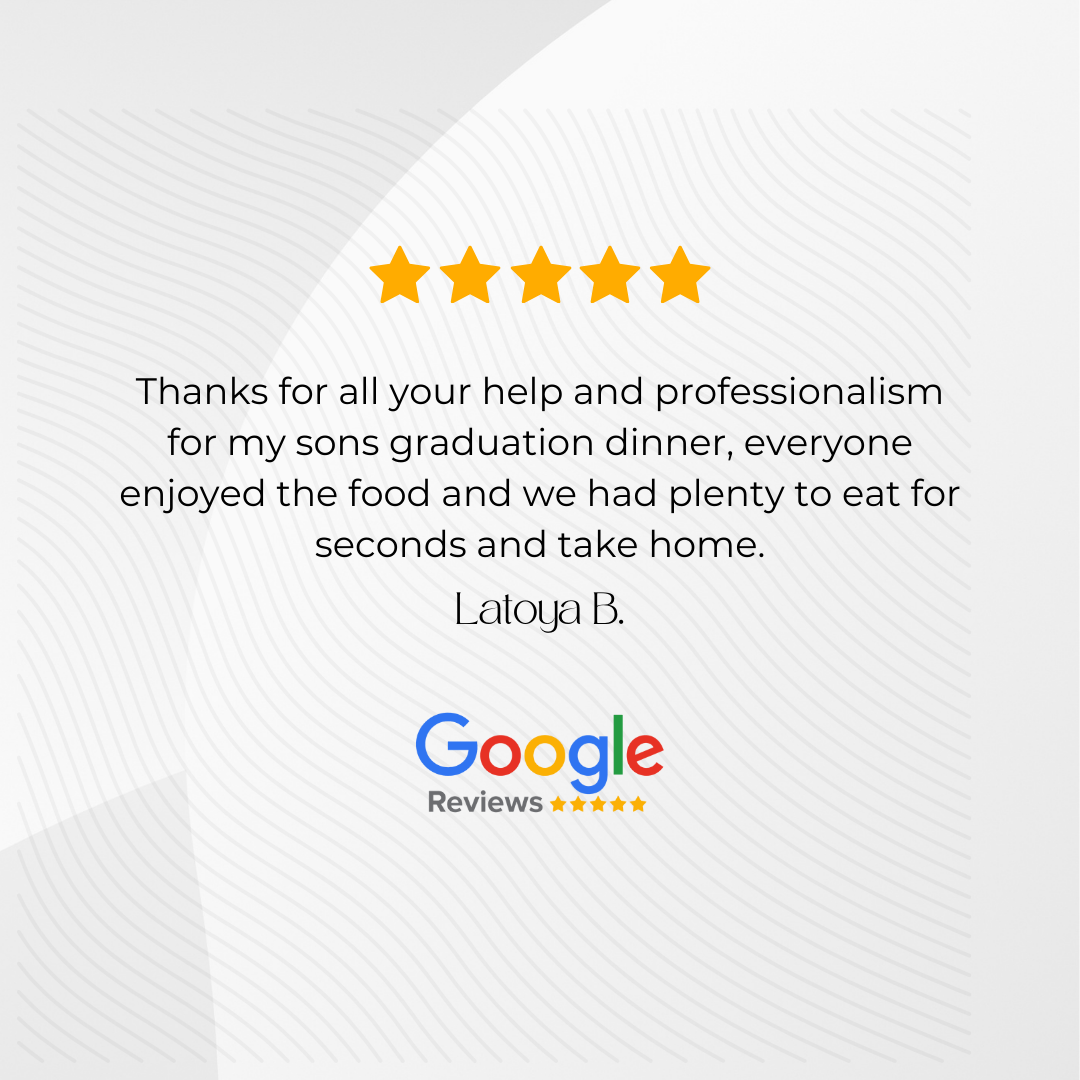 Thanks for all your help and professionalism
for my sons graduation dinner, everyone
enjoyed the food and we had plenty to eat for
seconds and take home.
Latoya B.
Google
Reviews